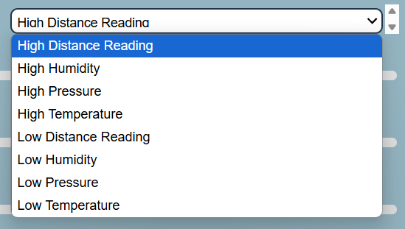 High Distance Reading
High Distance Reading
High Humidity
High Pressure
High Temperature
Low Distance Reading
Low Humidity
Low Pressure
Low Temperature